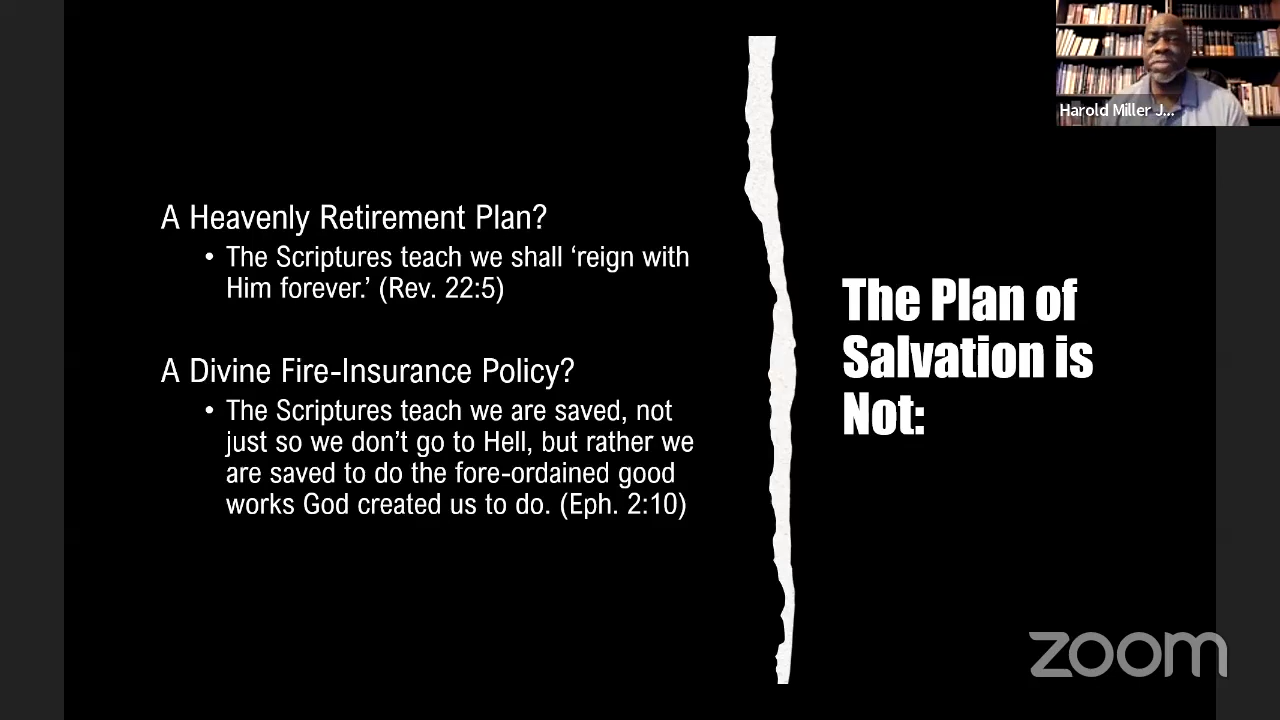 A Heavenly Retirement Plan?
• The Scriptures teach we shall ‘reign with
Him forever.’ (Rev. 22:5)
A Divine Fire-Insurance Policy?
• The Scriptures teach we are saved, not
just so we don’t go to Hell, but rather we
are saved to do the fore-ordained good
works God created us to do. (Eph. 2:10)
The Plan of
Salvation is
Not:
Harold Miller J...
zoom